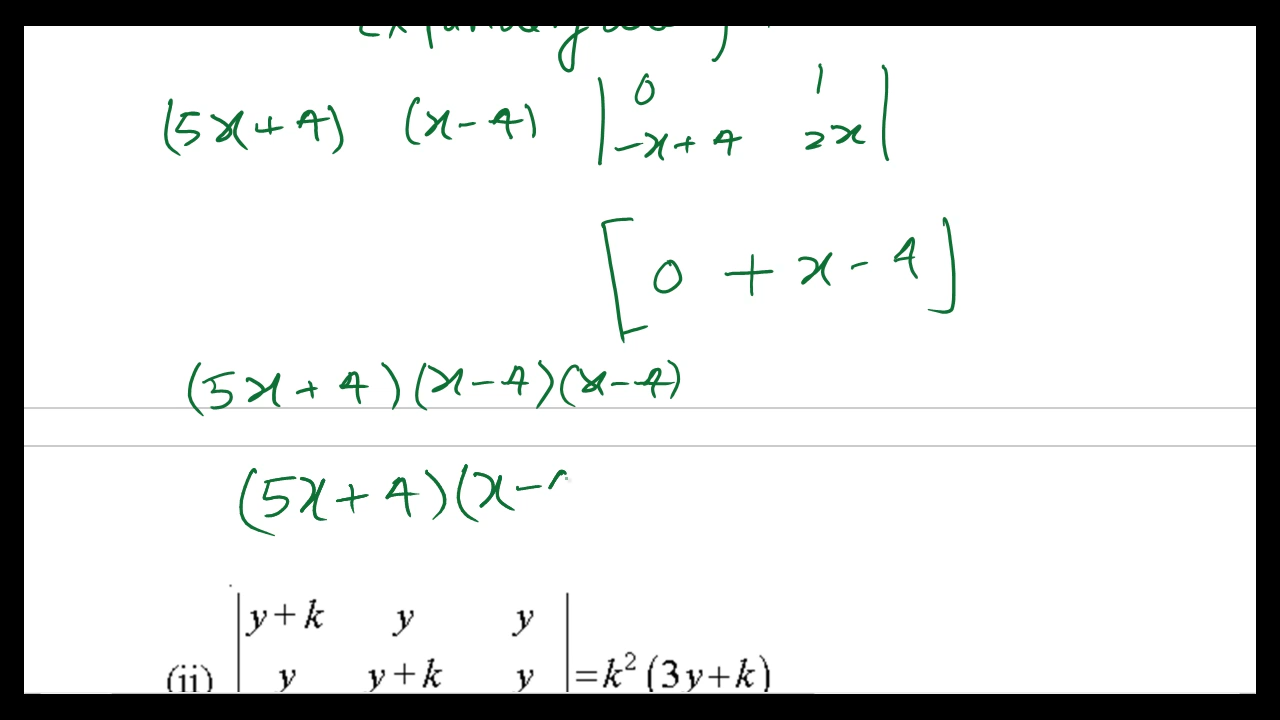 (5x+4) (x-4) | 0 1 |
| -x+4 2x |
[0 + x-4]
(5x+4)(x-4)(x-4)
(5x+4)(x-
| y+k y y |
(ii) | y y+k y | =k²(3y+k)